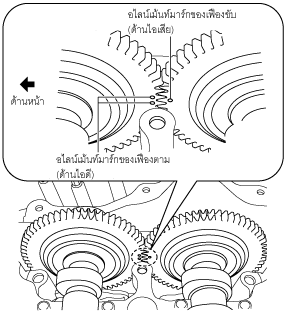 อไลน์เม้นท์มาร์กของเฟืองขับ
(ด้านไอเสีย)
ด้านหน้า
อไลน์เม้นท์มาร์กของเฟืองตาม
(ด้านไอดี)